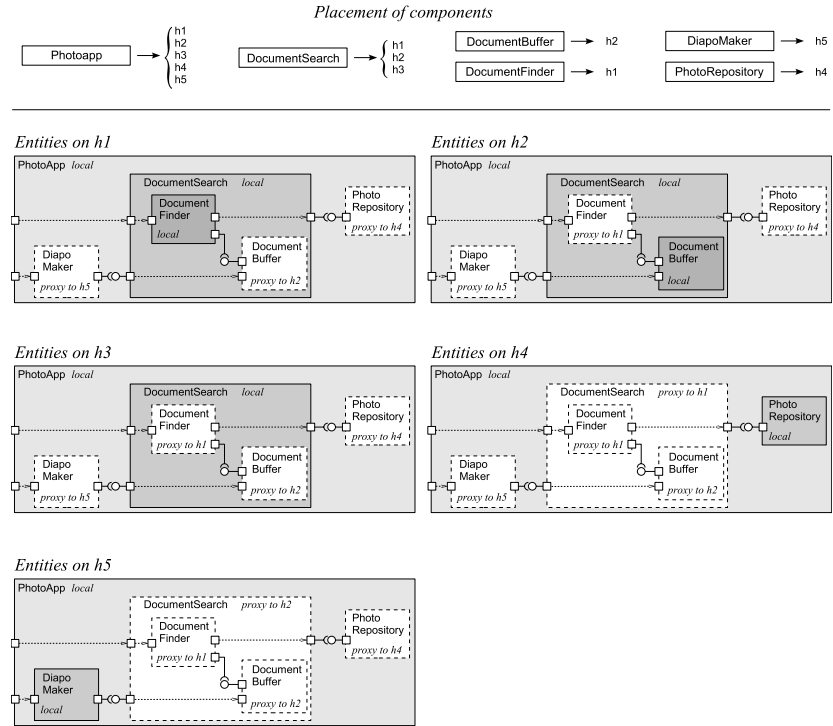 Placement of components
Photoapp
h1
h2
h3
h4
h5
DocumentSearch
h1
h2
h3
DocumentBuffer
h2
DocumentFinder
h1
DiapoMaker
h5
PhotoRepository
h4
Entities on h1
PhotoApp local
DocumentSearch local
Document
Finder
local
Photo
Repository
proxy to h4
Diapo
Maker
proxy to h5
Document
Buffer
proxy to h2
Entities on h2
PhotoApp local
DocumentSearch local
Document
Finder
proxy to h1
Photo
Repository
proxy to h4
Diapo
Maker
proxy to h5
Document
Buffer
local
Entities on h3
PhotoApp local
DocumentSearch local
Document
Finder
proxy to h1
Photo
Repository
proxy to h4
Diapo
Maker
proxy to h5
Document
Buffer
proxy to h2
Entities on h4
PhotoApp local
DocumentSearch proxy to h1
Document
Finder
proxy to h1
Photo
Repository
local
Diapo
Maker
proxy to h5
Document
Buffer
proxy to h2
Entities on h5
PhotoApp local
DocumentSearch proxy to h2
Document
Finder
proxy to h1
Photo
Repository
proxy to h4
Diapo
Maker
local
Document
Buffer
proxy to h2